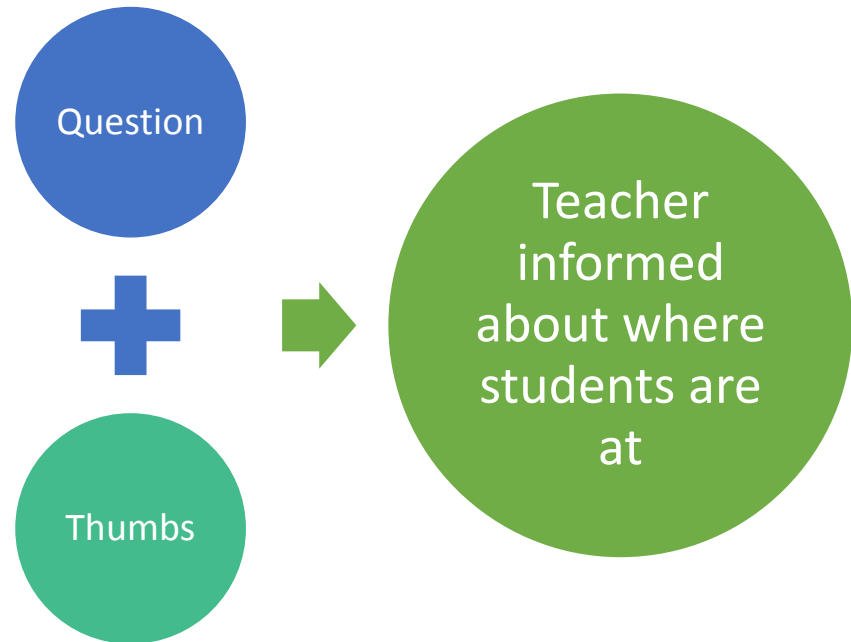 Question
Thumbs
Teacher
informed
about where
students are
at